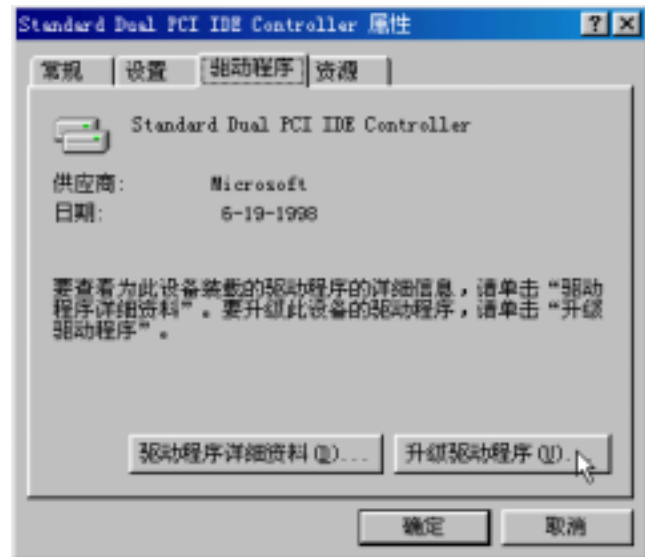 Standard Dual PCI IDE Controller 属性
常规 设置 驱动程序 资源
Standard Dual PCI IDE Controller
供应商: Microsoft
日期: 6-19-1998
要查看为此设备装载的驱动程序的详细信息，请单击“驱动
程序详细资料”。要升级此设备的驱动程序，请单击“升级
驱动程序”。
驱动程序详细资料(D)... 升级驱动程序(U)...
确定 取消